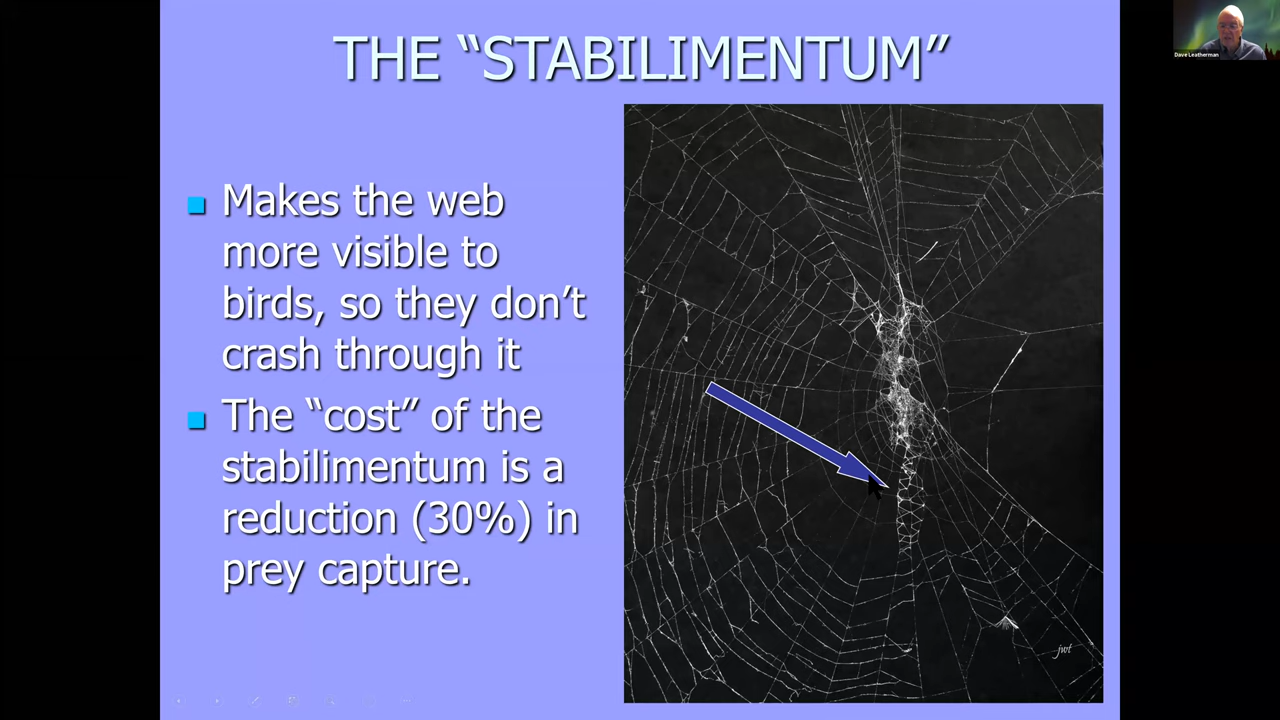 THE “STABILIMENTUM”
Dave Leatherman
Makes the web
more visible to
birds, so they don’t
crash through it
The “cost” of the
stabilimentum is a
reduction (30%) in
prey capture.
jwt